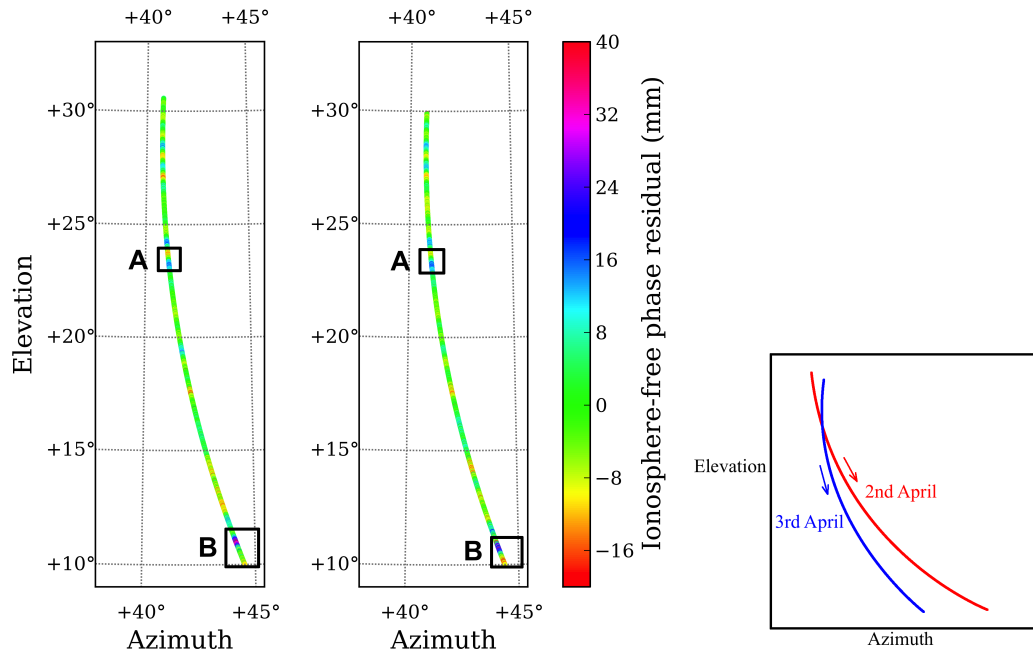 +40° +45°
+40° +45°
Elevation
+30°
+25°
+20°
+15°
+10°
A
B
+40° +45°
Azimuth
+30°
+25°
+20°
+15°
+10°
A
B
+40° +45°
Azimuth
40
32
24
16
8
0
−8
−16
Ionosphere-free phase residual (mm)
Elevation
2nd April
3rd April
Azimuth